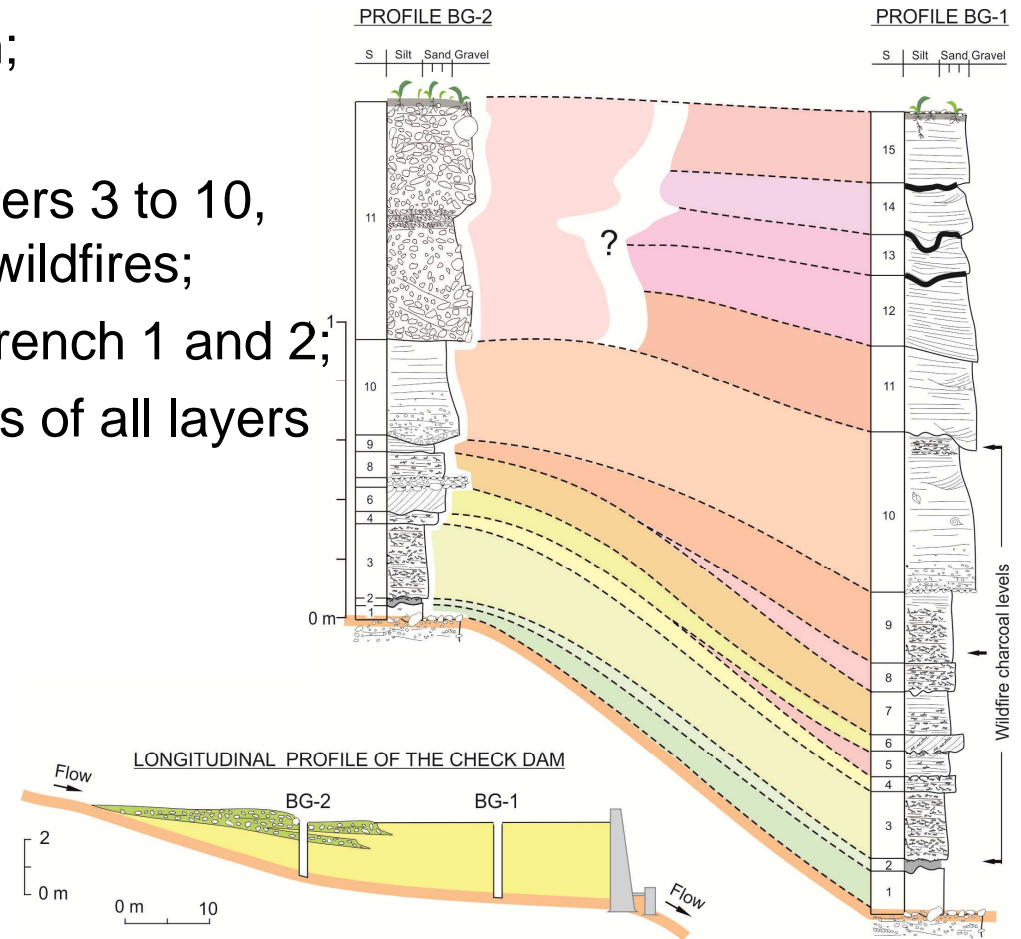 ;
ers 3 to 10,
wildfires;
rench 1 and 2;
s of all layers
PROFILE BG-2
S Silt Sand Gravel
11
10
9
8
6
4
3
2
1
1
0 m
?
PROFILE BG-1
S Silt Sand Gravel
15
14
13
12
11
10
9
8
7
6
5
4
3
2
1
Wildfire charcoal levels
LONGITUDINAL PROFILE OF THE CHECK DAM
Flow
BG-2
BG-1
2
0 m
0 m 10
Flow